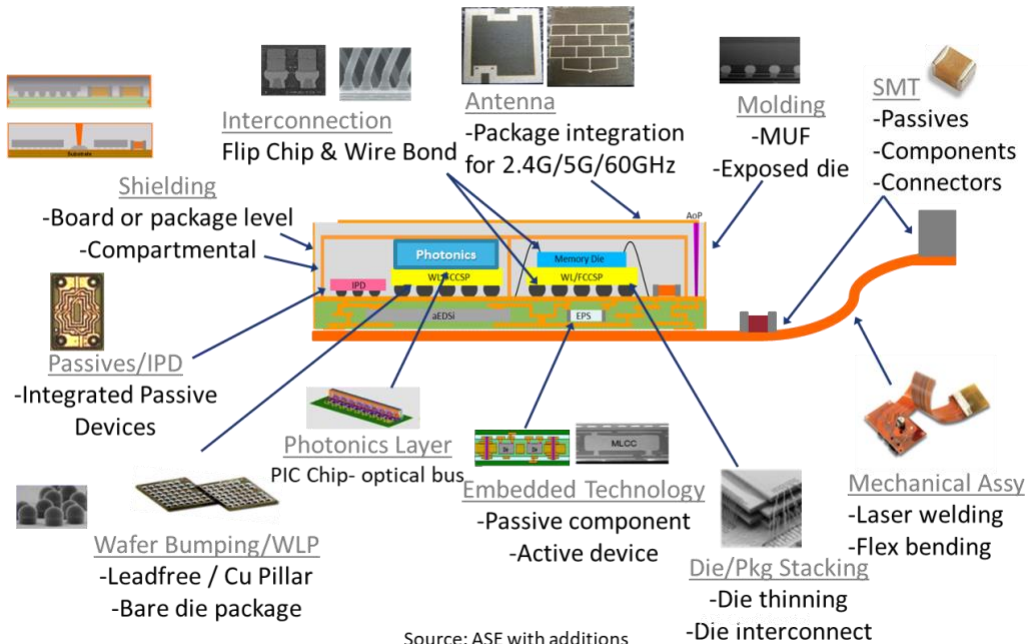 Interconnection
Flip Chip & Wire Bond
Antenna
-Package integration
for 2.4G/5G/60GHz
Molding
-MUF
-Exposed die
SMT
-Passives
-Components
-Connectors
Substrate
Shielding
-Board or package level
-Compartmental
AoP
Photonics
Memory Die
IPD
WL/FCCSP
WL/FCCSP
aEDSi
EPS
Passives/IPD
-Integrated Passive
Devices
Photonics Layer
PIC Chip- optical bus
MLCC
Embedded Technology
-Passive component
-Active device
Mechanical Assy
-Laser welding
-Flex bending
Wafer Bumping/WLP
-Leadfree / Cu Pillar
-Bare die package
Die/Pkg Stacking
-Die thinning
-Die interconnect
Source: ASE with additions